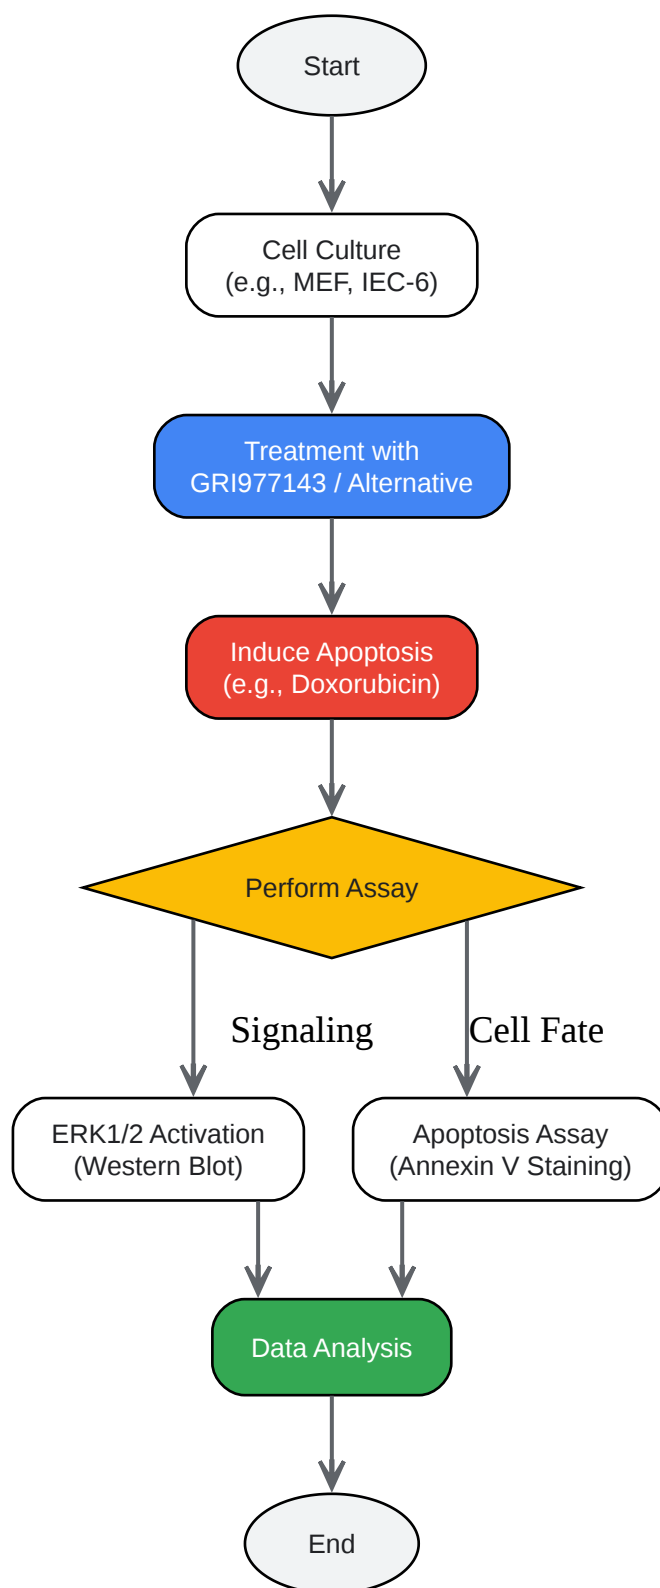 Start
Cell Culture
(e.g., MEF, IEC-6)
Treatment with
GRI977143 / Alternative
Induce Apoptosis
(e.g., Doxorubicin)
Perform Assay
Signaling
Cell Fate
ERK1/2 Activation
(Western Blot)
Apoptosis Assay
(Annexin V Staining)
Data Analysis
End